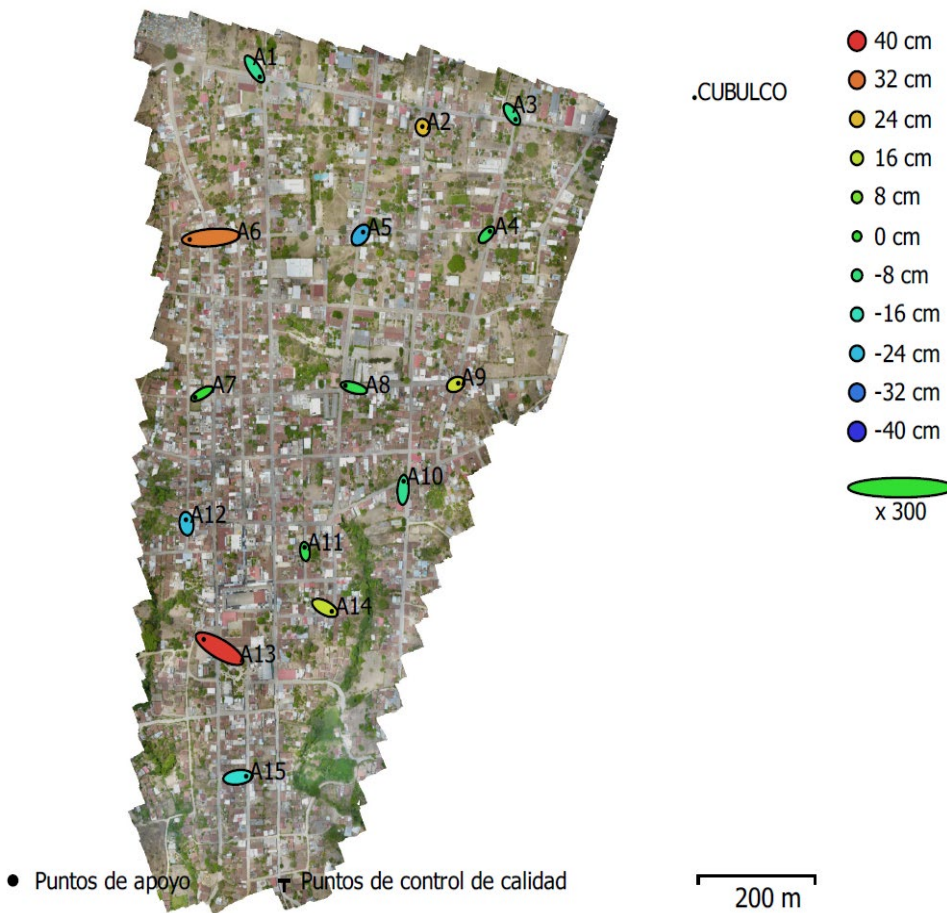 A1
A2
A3
A6
A5
A4
A7
A8
A9
A10
A12
A11
A14
A13
A15
.CUBULCO
40 cm
32 cm
24 cm
16 cm
8 cm
0 cm
-8 cm
-16 cm
-24 cm
-32 cm
-40 cm
x 300
Puntos de apoyo
Puntos de control de calidad
200 m